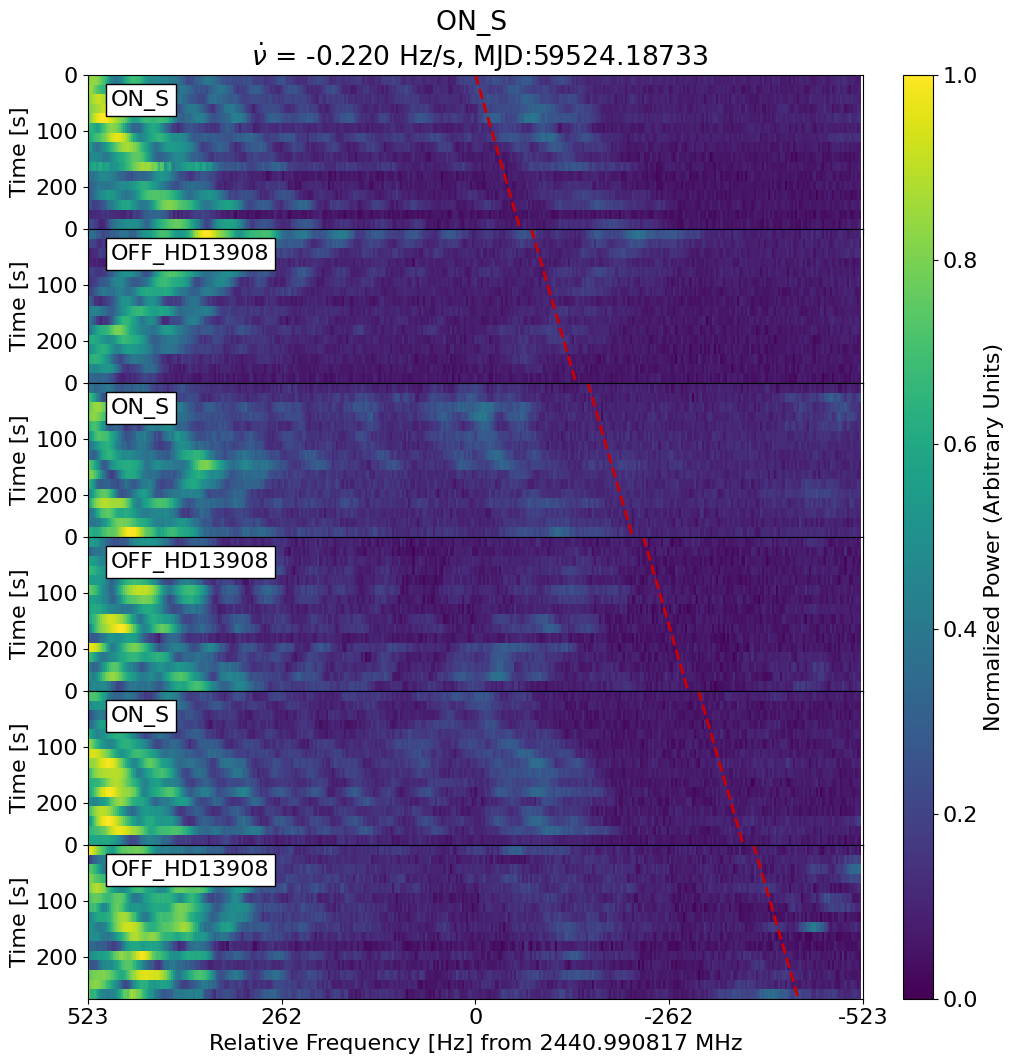 ON_S
ν̇ = -0.220 Hz/s, MJD:59524.18733
0
100
200
Time [s]
ON_S
0
100
200
Time [s]
OFF_HD13908
0
100
200
Time [s]
ON_S
0
100
200
Time [s]
OFF_HD13908
0
100
200
Time [s]
ON_S
0
100
200
Time [s]
OFF_HD13908
523 262 0 -262 -523
Relative Frequency [Hz] from 2440.990817 MHz
1.0
0.8
0.6
0.4
0.2
0.0
Normalized Power (Arbitrary Units)